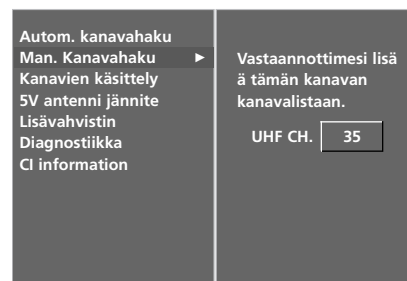 Autom. kanavahaku
Man. Kanavahaku ▶
Kanavien käsittely
5V antenni jännite
Lisävahvistin
Diagnostiikka
CI information
Vastaannottimesi lisä
ä tämän kanavan
kanavalistaan.
UHF CH. 35